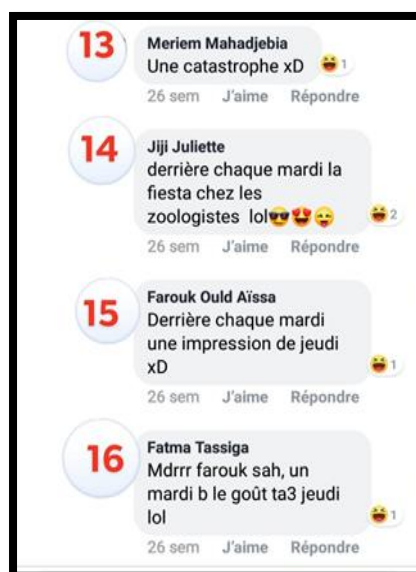 13
Meriem Mahadjebia
Une catastrophe xD
1
26 sem J'aime Répondre
14
Jiji Juliette
derrière chaque mardi la
fiesta chez les
zoologistes lol😎😍😜
2
26 sem J'aime Répondre
15
Farouk Ould Aïssa
Derrière chaque mardi
une impression de jeudi
xD
1
26 sem J'aime Répondre
16
Fatma Tassiga
Mdrrr farouk sah, un
mardi b le goût ta3 jeudi
lol
1
26 sem J'aime Répondre